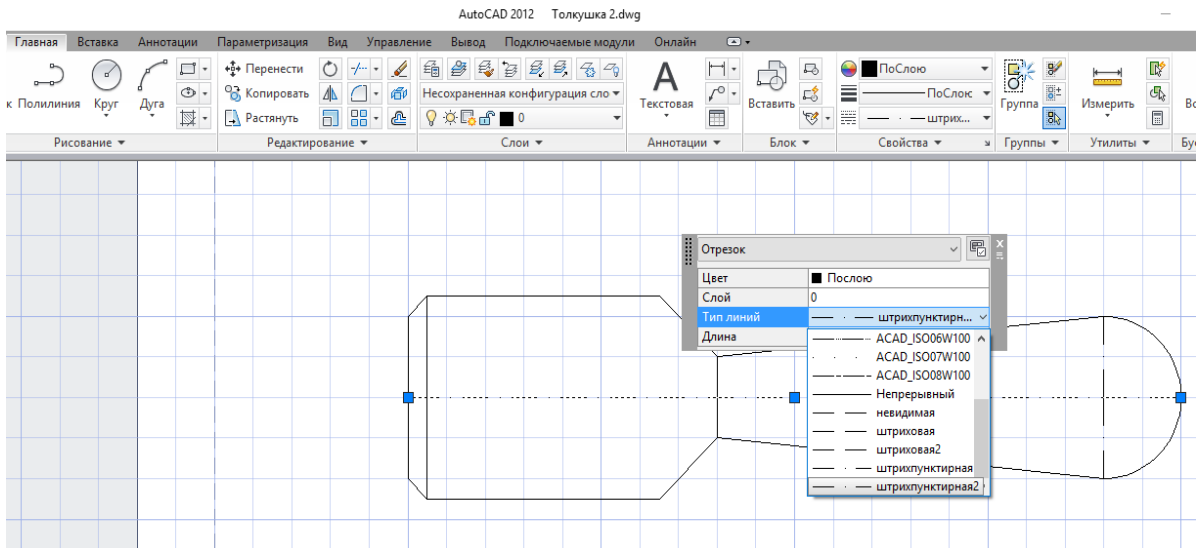 AutoCAD 2012 Толкушка 2.dwg
Главная Вставка Аннотации Параметризация Вид Управление Вывод Подключаемые модули Онлайн
Перенести ПоСлою
к Полилиния Круг Дуга Копировать Несохраненная конфигурация сло Текстовая Вставить ПоСлою Группа Измерить Вс
Растянуть 0 штрих...
Рисование Редактирование Слои Аннотации Блок Свойства Группы Утилиты Буф
Отрезок
Цвет Послою
Слой 0
Тип линий штрихпунктирн...
Длина
ACAD_ISO06W100
ACAD_ISO07W100
ACAD_ISO08W100
Непрерывный
невидимая
штриховая
штриховая2
штрихпунктирная
штрихпунктирная2